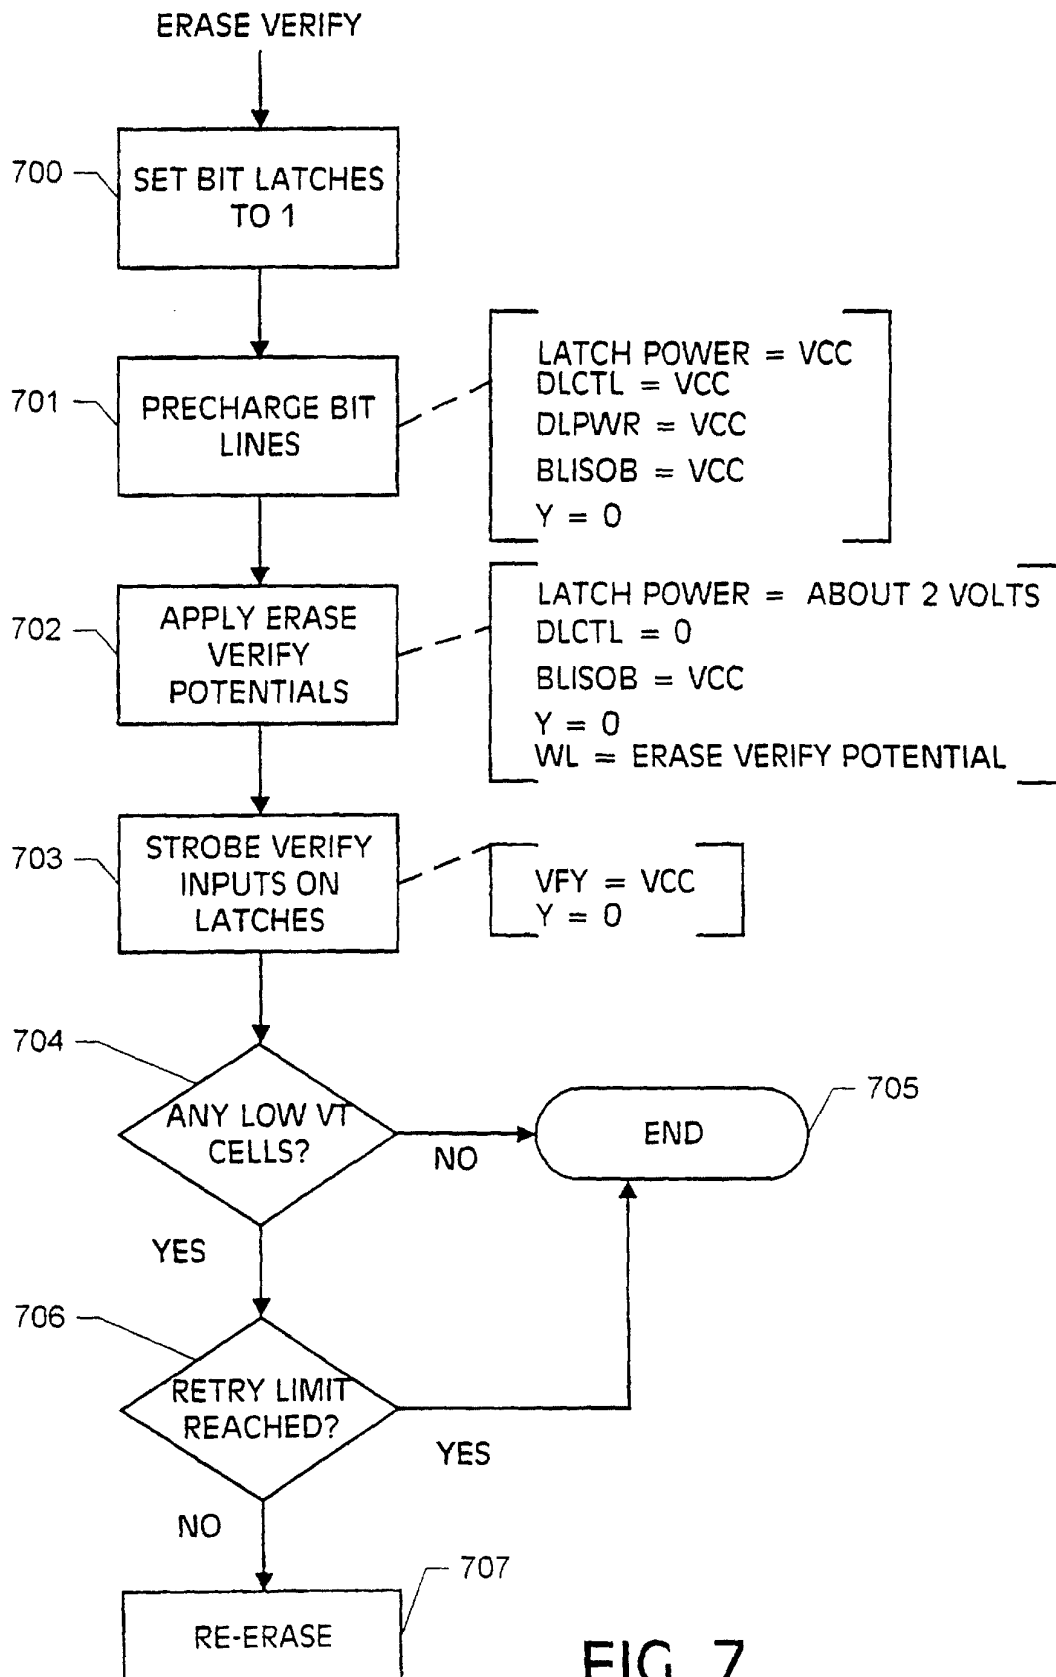 ERASE VERIFY
700
SET BIT LATCHES
TO 1
701
PRECHARGE BIT
LINES
LATCH POWER = VCC
DLCTL = VCC
DLPWR = VCC
BLISOB = VCC
Y = 0
702
APPLY ERASE
VERIFY
POTENTIALS
LATCH POWER = ABOUT 2 VOLTS
DLCTL = 0
BLISOB = VCC
Y = 0
WL = ERASE VERIFY POTENTIAL
703
STROBE VERIFY
INPUTS ON
LATCHES
VFY = VCC
Y = 0
704
ANY LOW VT
CELLS?
NO
END
705
YES
706
RETRY LIMIT
REACHED?
YES
NO
707
RE-ERASE
FIG. 7